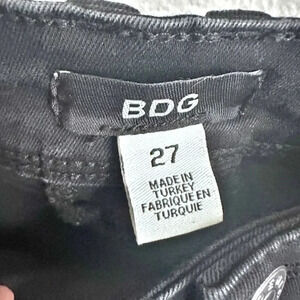 BDG
27
MADE IN
TURKEY
FABRIQUE EN
TURQUIE